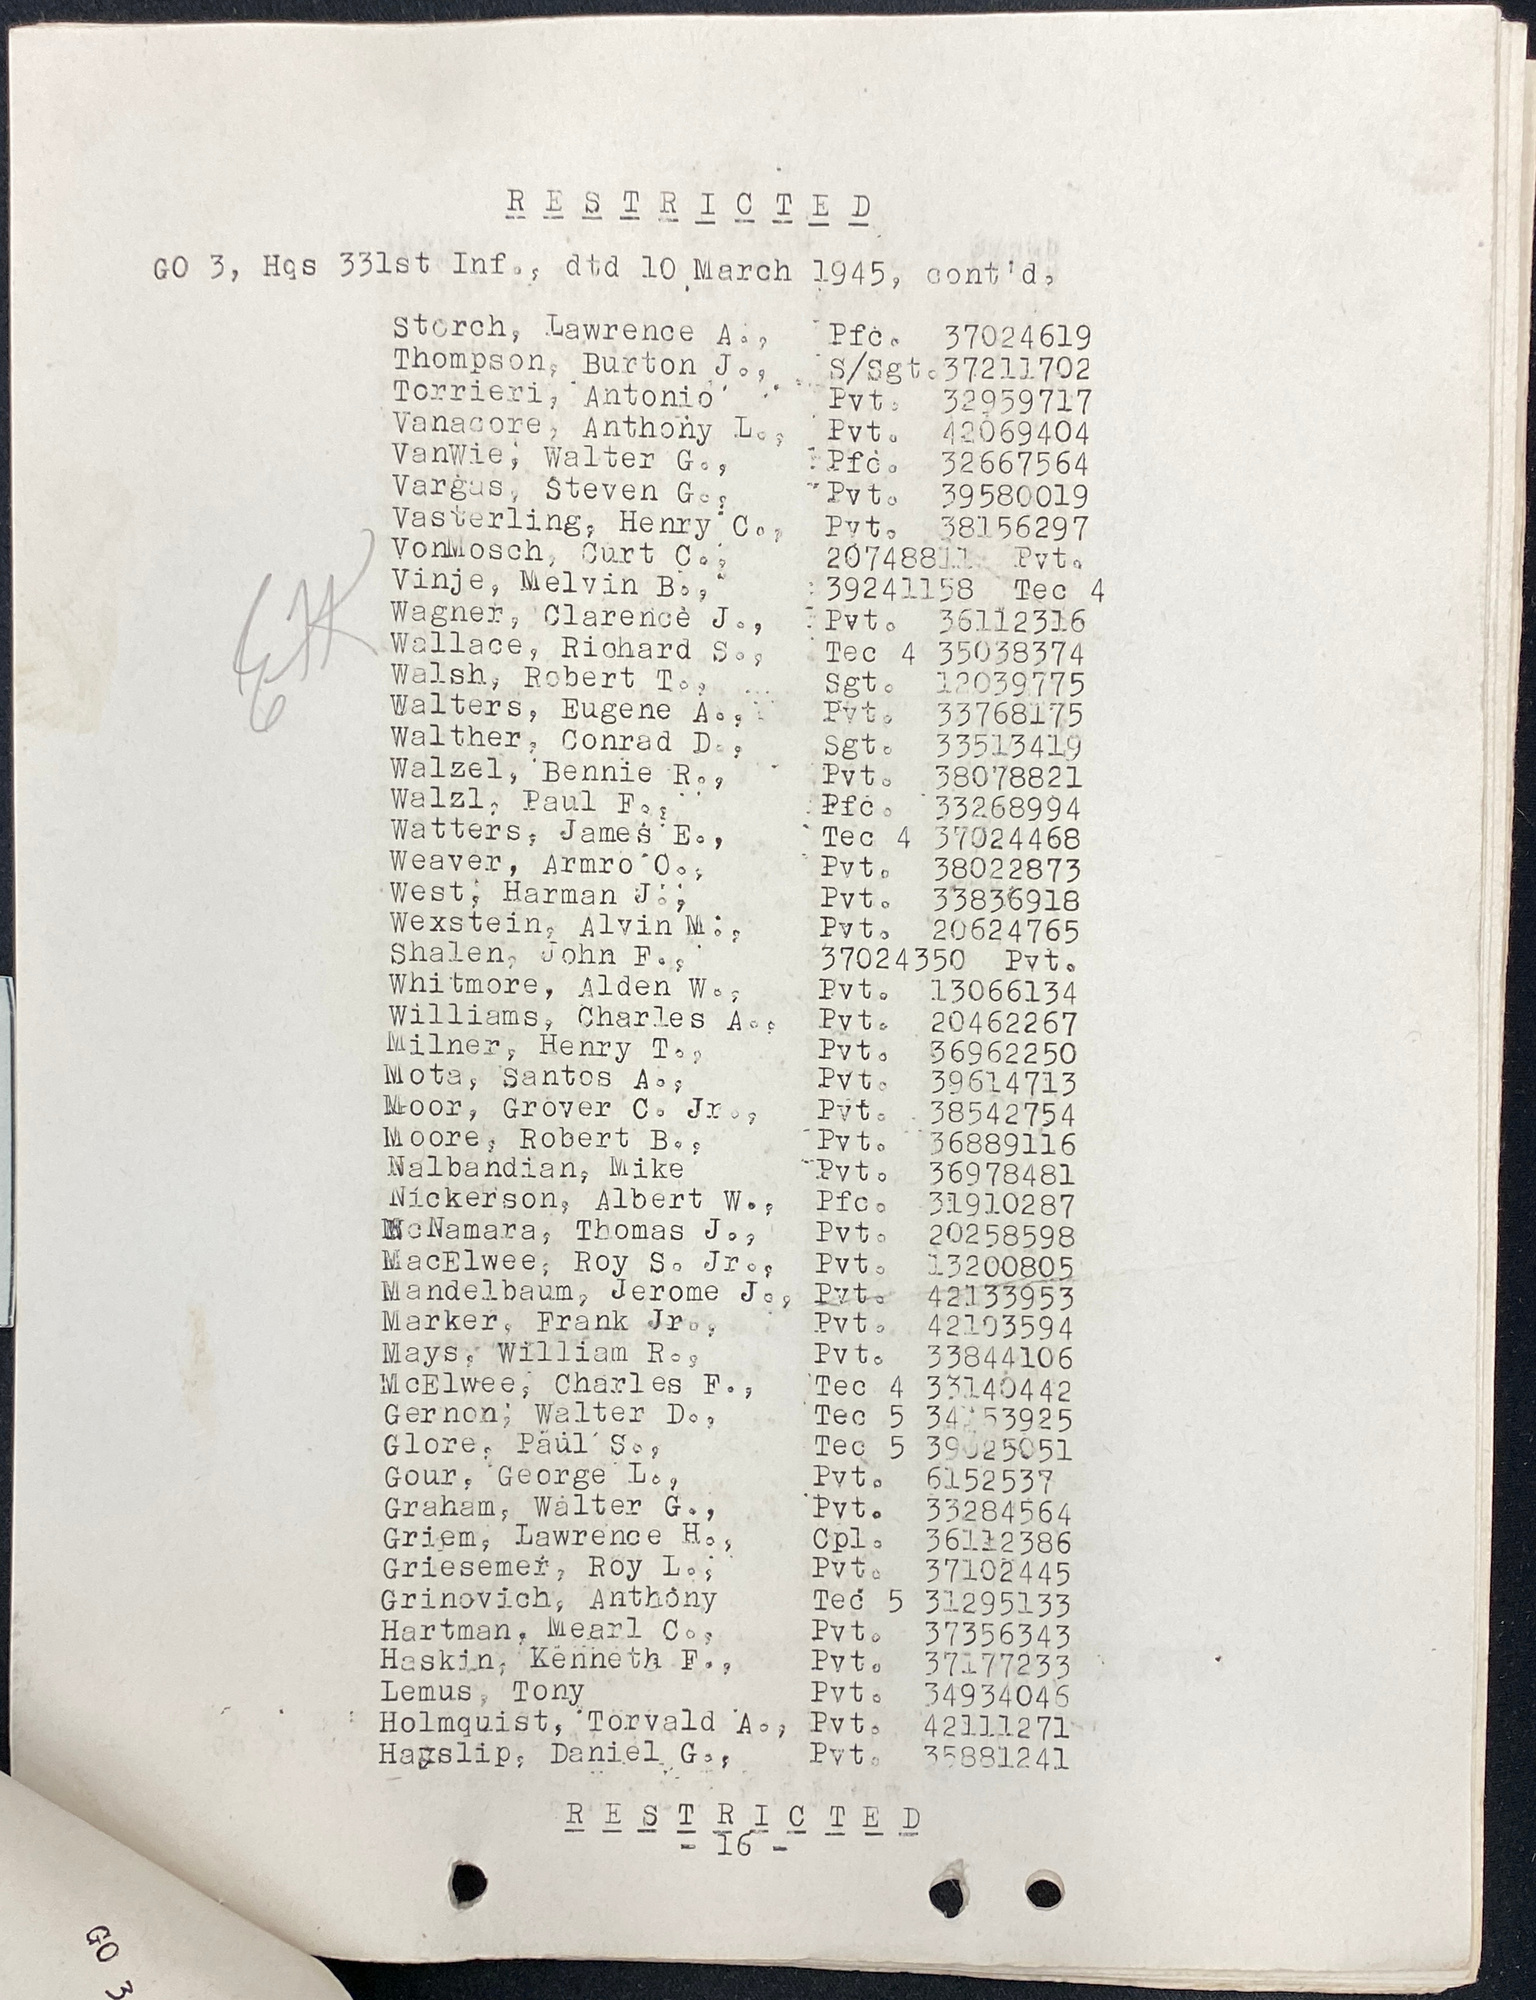 R E S T R I C T E D
GO 3, Hqs 331st Inf., dtd 10 March 1945, cont'd,
Storch, Lawrence A., Pfc. 37024619
Thompson, Burton J., S/Sgt.37211702
Torrieri, Antonio Pvt. 32959717
Vanacore, Anthony L., Pvt. 42069404
VanWie, Walter G., Pfc. 32667564
Vargus, Steven G., Pvt. 39580019
Vasterling, Henry C., Pvt. 38156297
VonMosch, Curt C., 20748811 Pvt.
Vinje, Melvin B., 39241158 Tec 4
Wagner, Clarence J., Pvt. 36112316
Wallace, Richard S., Tec 4 35038374
Walsh, Robert T., Sgt. 12039775
Walters, Eugene A., Pvt. 33768175
Walther, Conrad D., Sgt. 33513419
Walzel, Bennie R., Pvt. 38078821
Walzl, Paul F., Pfc. 33268994
Watters, James E., Tec 4 37024468
Weaver, Armro O., Pvt. 38022873
West, Harman J., Pvt. 33836918
Wexstein, Alvin M., Pvt. 20624765
Shalen, John F., 37024350 Pvt.
Whitmore, Alden W., Pvt. 13066134
Williams, Charles A., Pvt. 20462267
Milner, Henry T., Pvt. 36962250
Mota, Santos A., Pvt. 39614713
Moor, Grover C. Jr., Pvt. 38542754
Moore, Robert B., Pvt. 36889116
Nalbandian, Mike Pvt. 36978481
Nickerson, Albert W., Pfc. 31910287
McNamara, Thomas J., Pvt. 20258598
MacElwee, Roy S. Jr., Pvt. 13200805
Mandelbaum, Jerome J., Pvt. 42133953
Marker, Frank Jr., Pvt. 42103594
Mays, William R., Pvt. 33844106
McElwee, Charles F., Tec 4 33140442
Gernon, Walter D., Tec 5
Glore, Paul S., Tec 5 39025051
Gour, George L., Pvt. 6152537
Graham, Walter G., Pvt. 33284564
Griem, Lawrence H., Cpl. 36112386
Griesemer, Roy L., Pvt. 37102445
Grinovich, Anthony Tec 5 31295133
Hartman, Mearl C., Pvt. 37356343
Haskin, Kenneth F., Pvt. 37177233
Lemus, Tony Pvt. 34934046
Holmquist, Torvald A., Pvt. 42111271
Daniel G., Pvt. 35881241
R E S T R I C T E D
- 16 -
GO 3